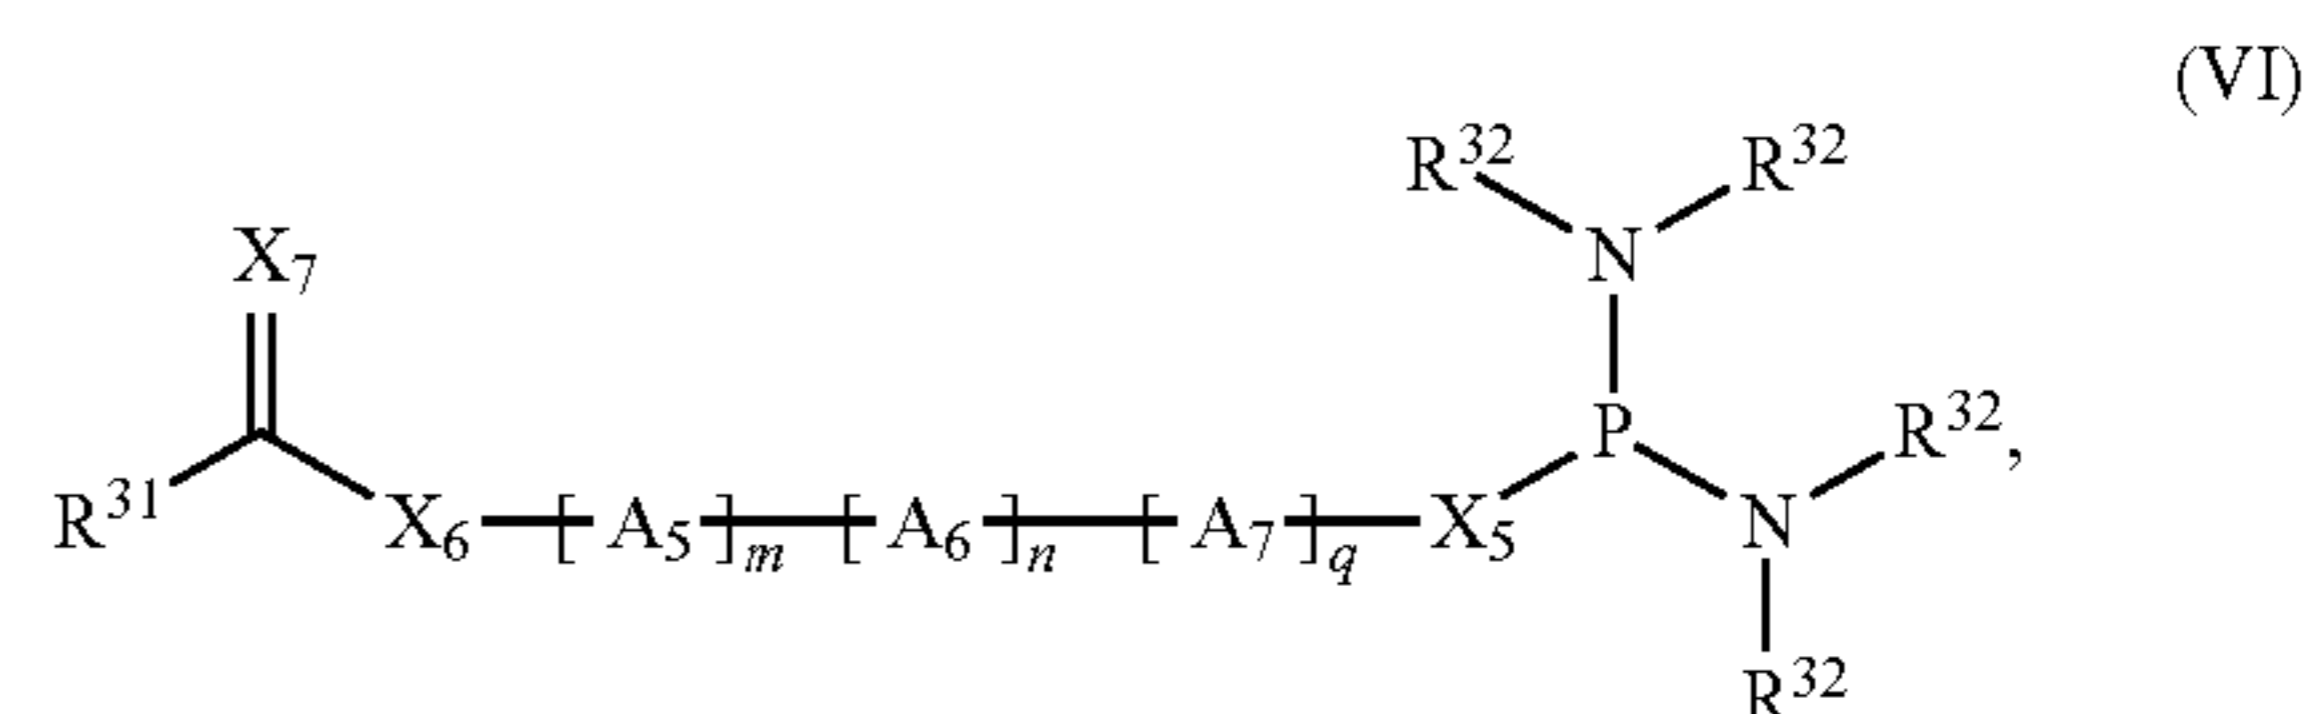 (VI)
R32 R32
X7 N
P R32,
R31 X6 [ A5 ]m [ A6 ]n [ A7 ]q X5 N
R32